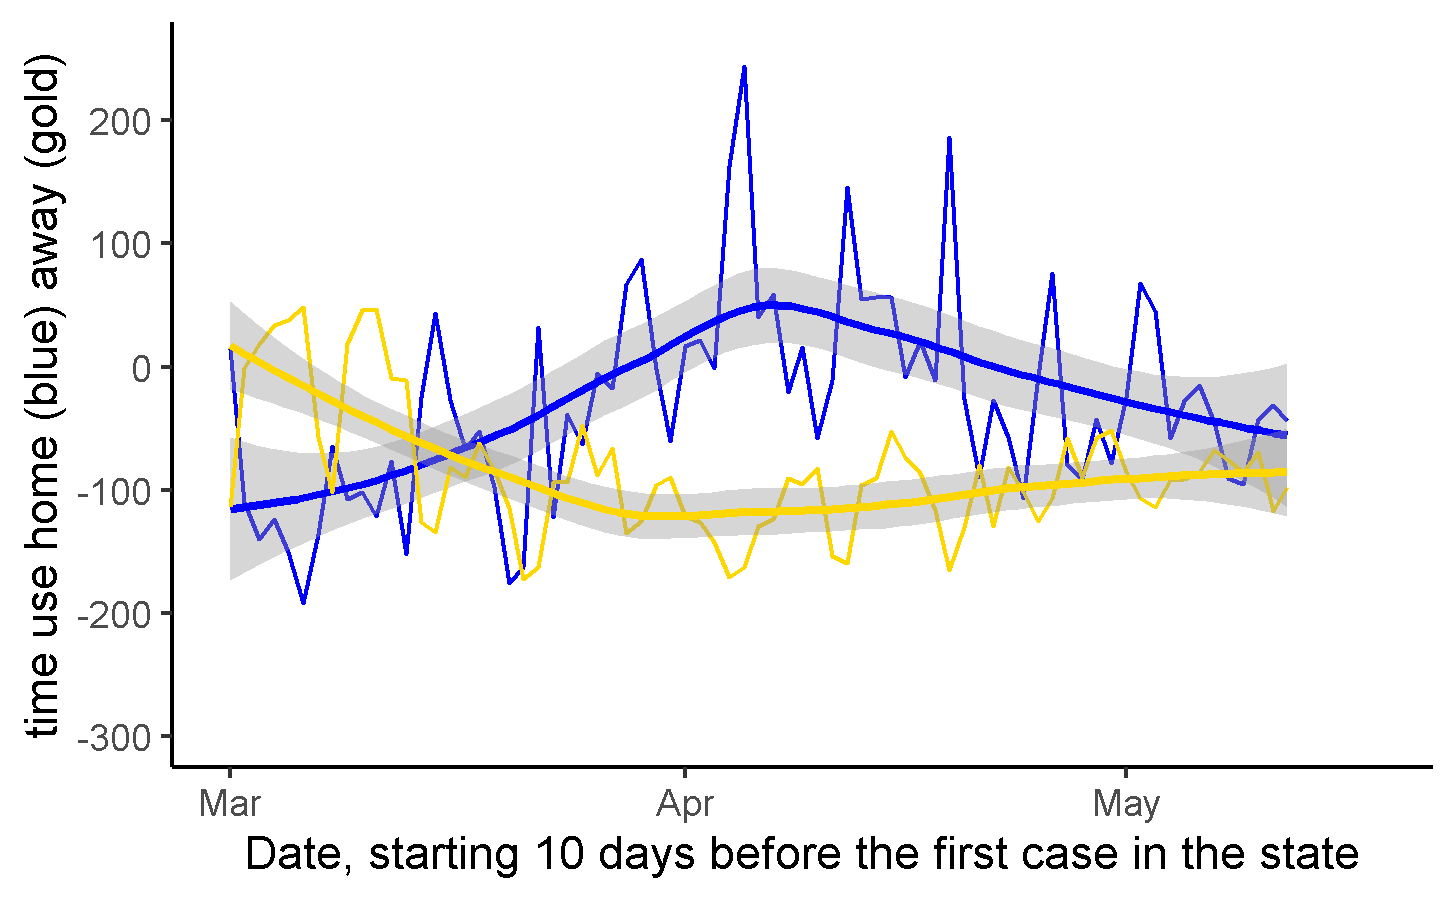 time use home (blue) away (gold)
200
100
0
-100
-200
-300
Mar
Apr
May
Date, starting 10 days before the first case in the state